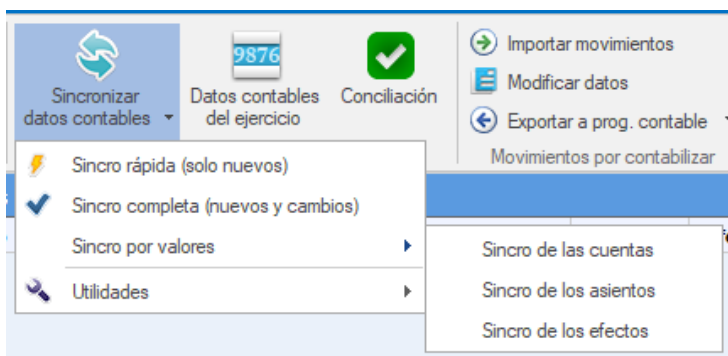 Sincronizar
datos contables
9876
Datos contables
del ejercicio
Conciliación
Importar movimientos
Modificar datos
Exportar a prog. contable
Movimientos por contabilizar
Sincro rápida (solo nuevos)
Sincro completa (nuevos y cambios)
Sincro por valores
Utilidades
Sincro de las cuentas
Sincro de los asientos
Sincro de los efectos